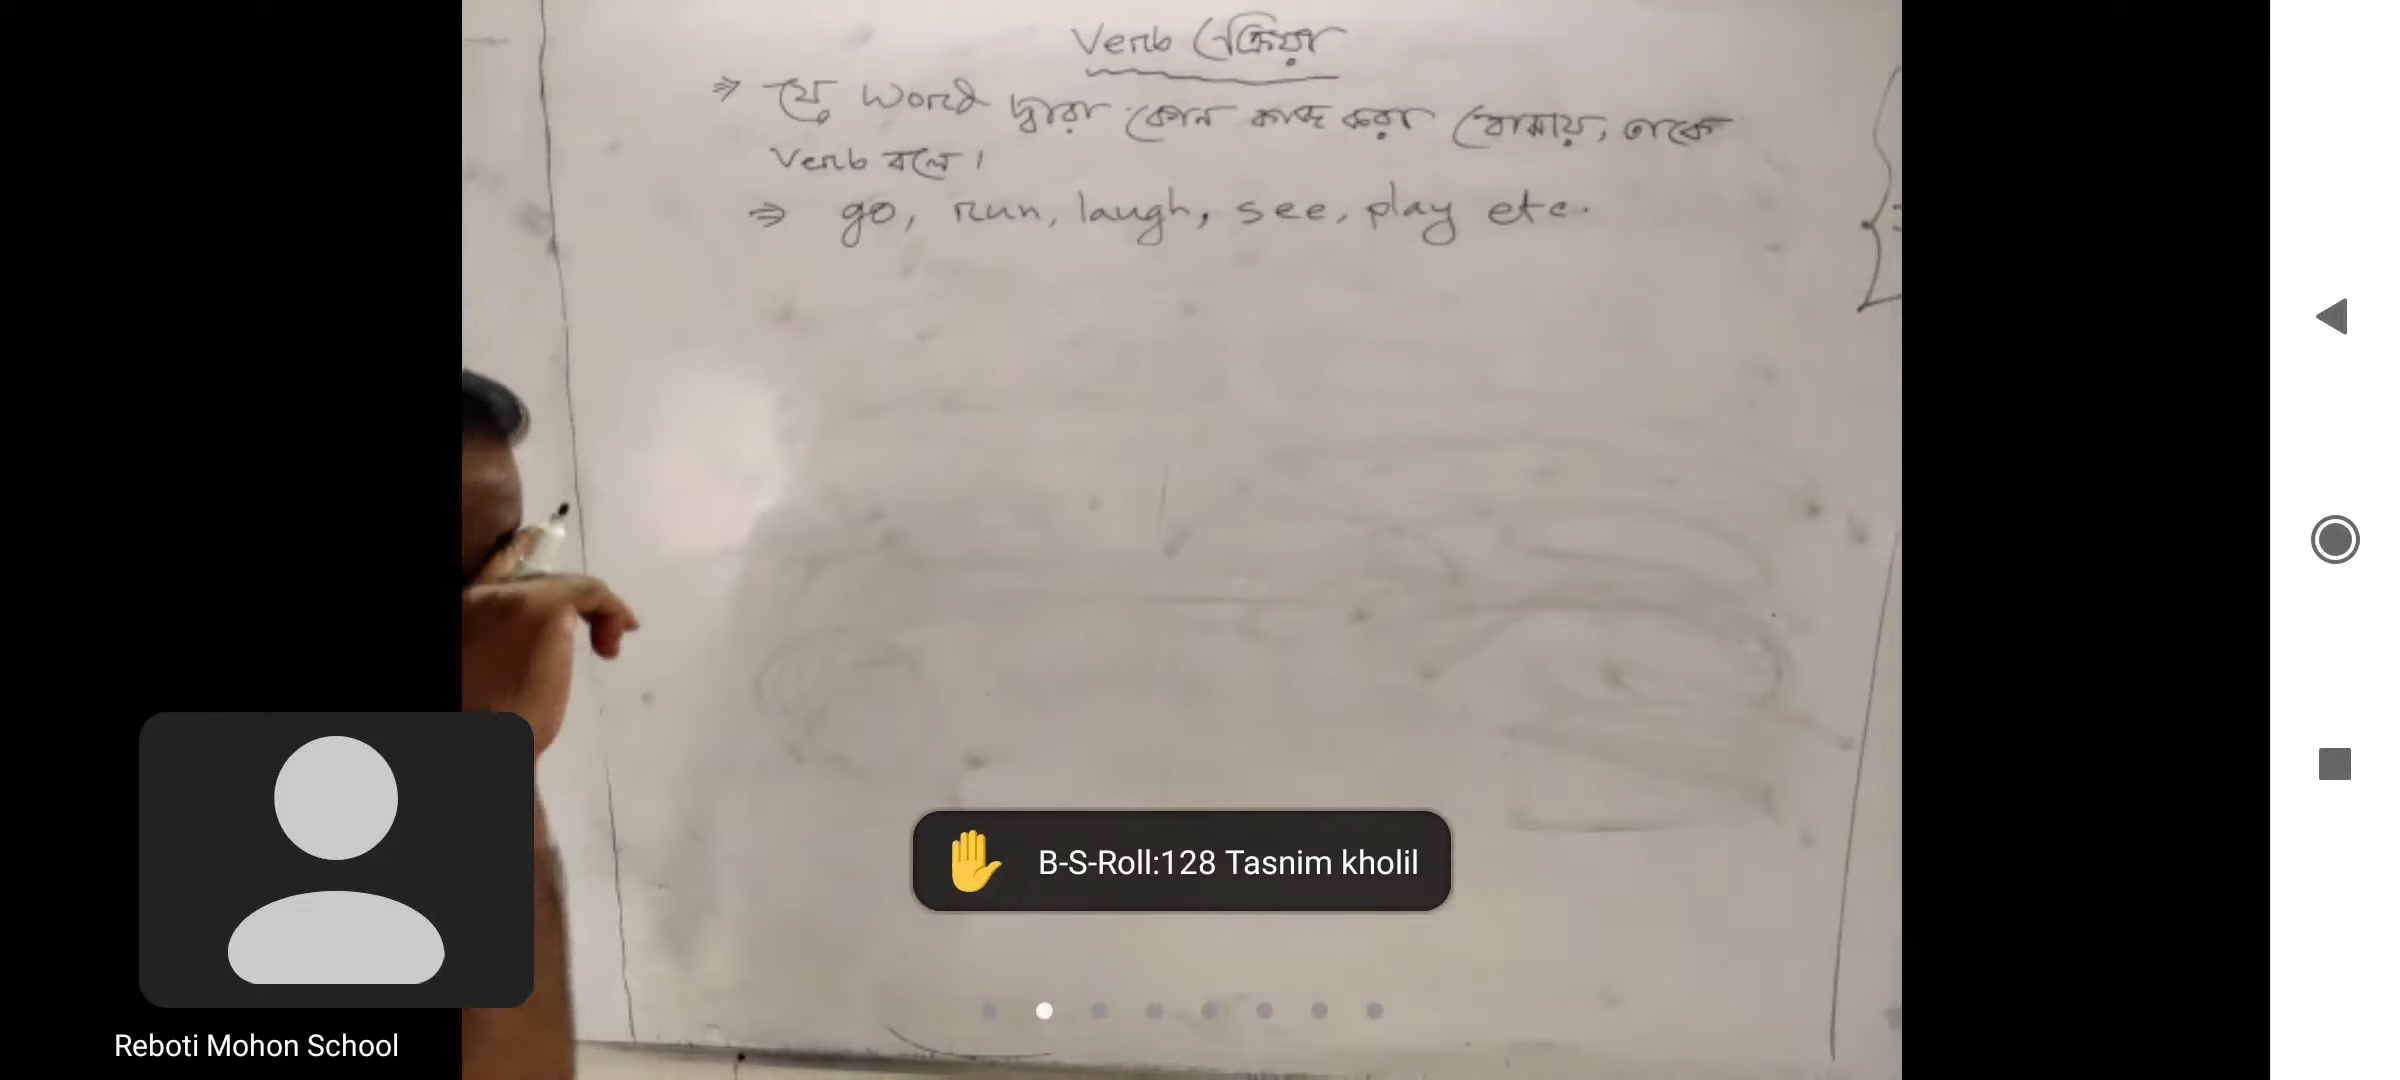 Verb (ক্রিয়া)
⇒ যে Word দ্বারা কোন কাজ করা বোঝায়, তাকে
Verb বলে।
⇒ go, run, laugh, see, play etc.
✋ B-S-Roll:128 Tasnim kholil
Reboti Mohon School